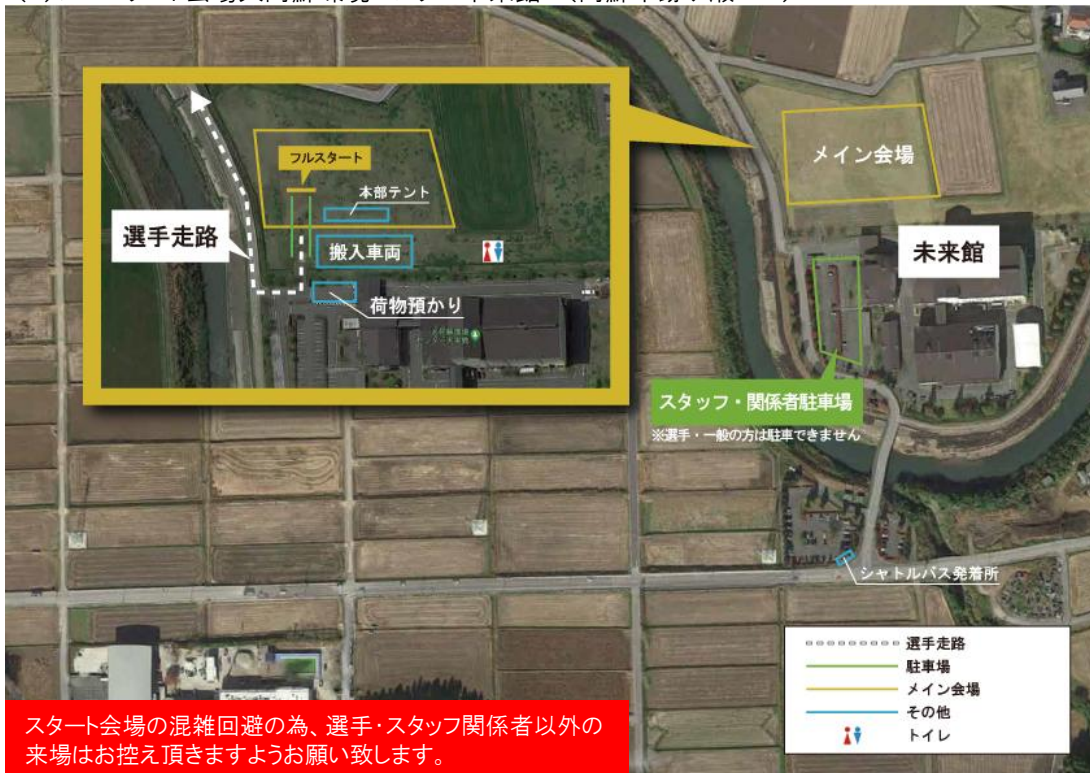 フルスタート
本部テント
選手走路
搬入車両
荷物預かり
メイン会場
未来館
スタッフ・関係者駐車場
※選手・一般の方は駐車できません
シャトルバス発着所
選手走路
駐車場
メイン会場
その他
トイレ
スタート会場の混雑回避の為、選手・スタッフ関係者以外の
来場はお控え頂きますようお願い致します。